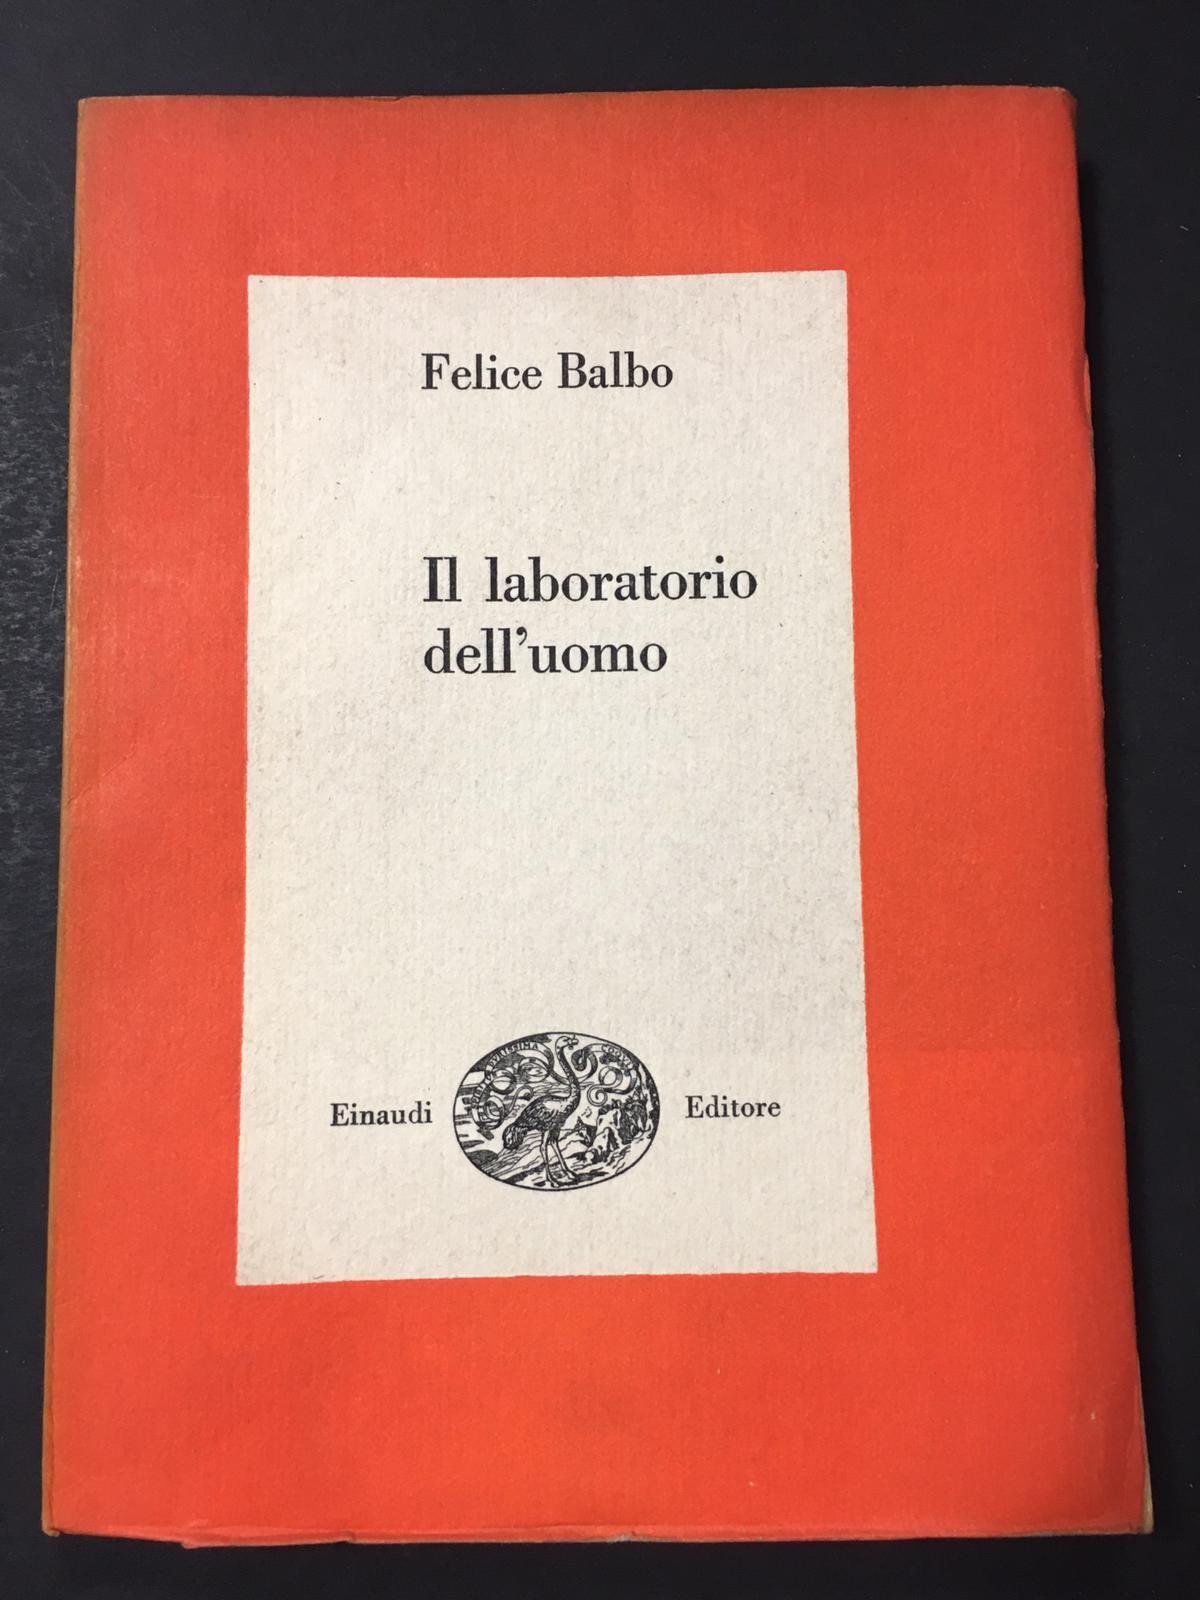 Felice Balbo
Il laboratorio
dell'uomo
Einaudi
Editore